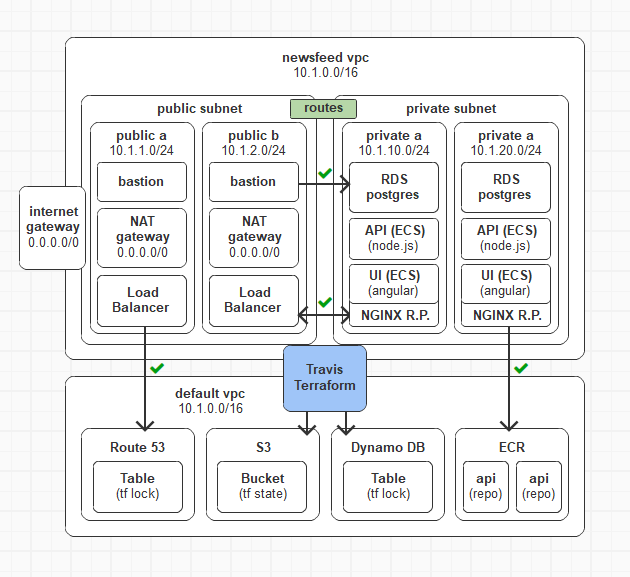 newsfeed vpc
10.1.0.0/16
public subnet
routes
private subnet
public a
10.1.1.0/24
public b
10.1.2.0/24
private a
10.1.10.0/24
private a
10.1.20.0/24
bastion
bastion
RDS
postgres
RDS
postgres
internet
gateway
0.0.0.0/0
NAT
gateway
0.0.0.0/0
NAT
gateway
0.0.0.0/0
API (ECS)
(node.js)
API (ECS)
(node.js)
UI (ECS)
(angular)
UI (ECS)
(angular)
Load
Balancer
Load
Balancer
NGINX R.P.
NGINX R.P.
Travis
Terraform
default vpc
10.1.0.0/16
Route 53
Table
(tf lock)
S3
Bucket
(tf state)
Dynamo DB
Table
(tf lock)
ECR
api
(repo)
api
(repo)